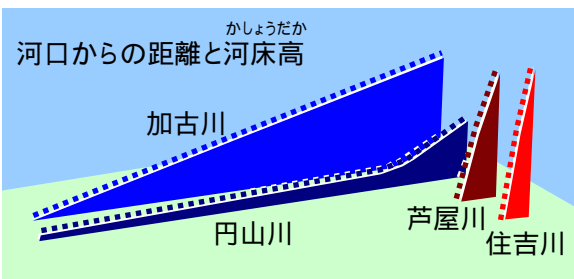 かしょうだか
河口からの距離と河床高
加古川
円山川
芦屋川
住吉川